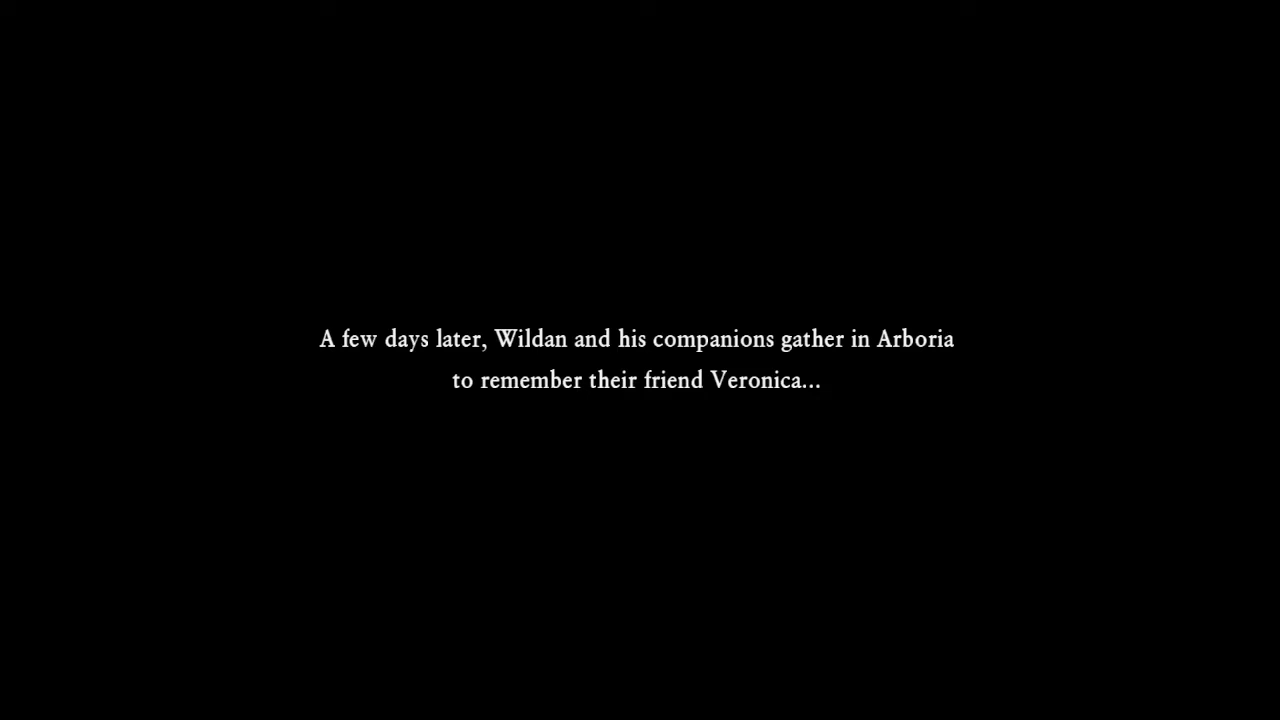 A few days later, Wildan and his companions gather in Arboria
to remember their friend Veronica...